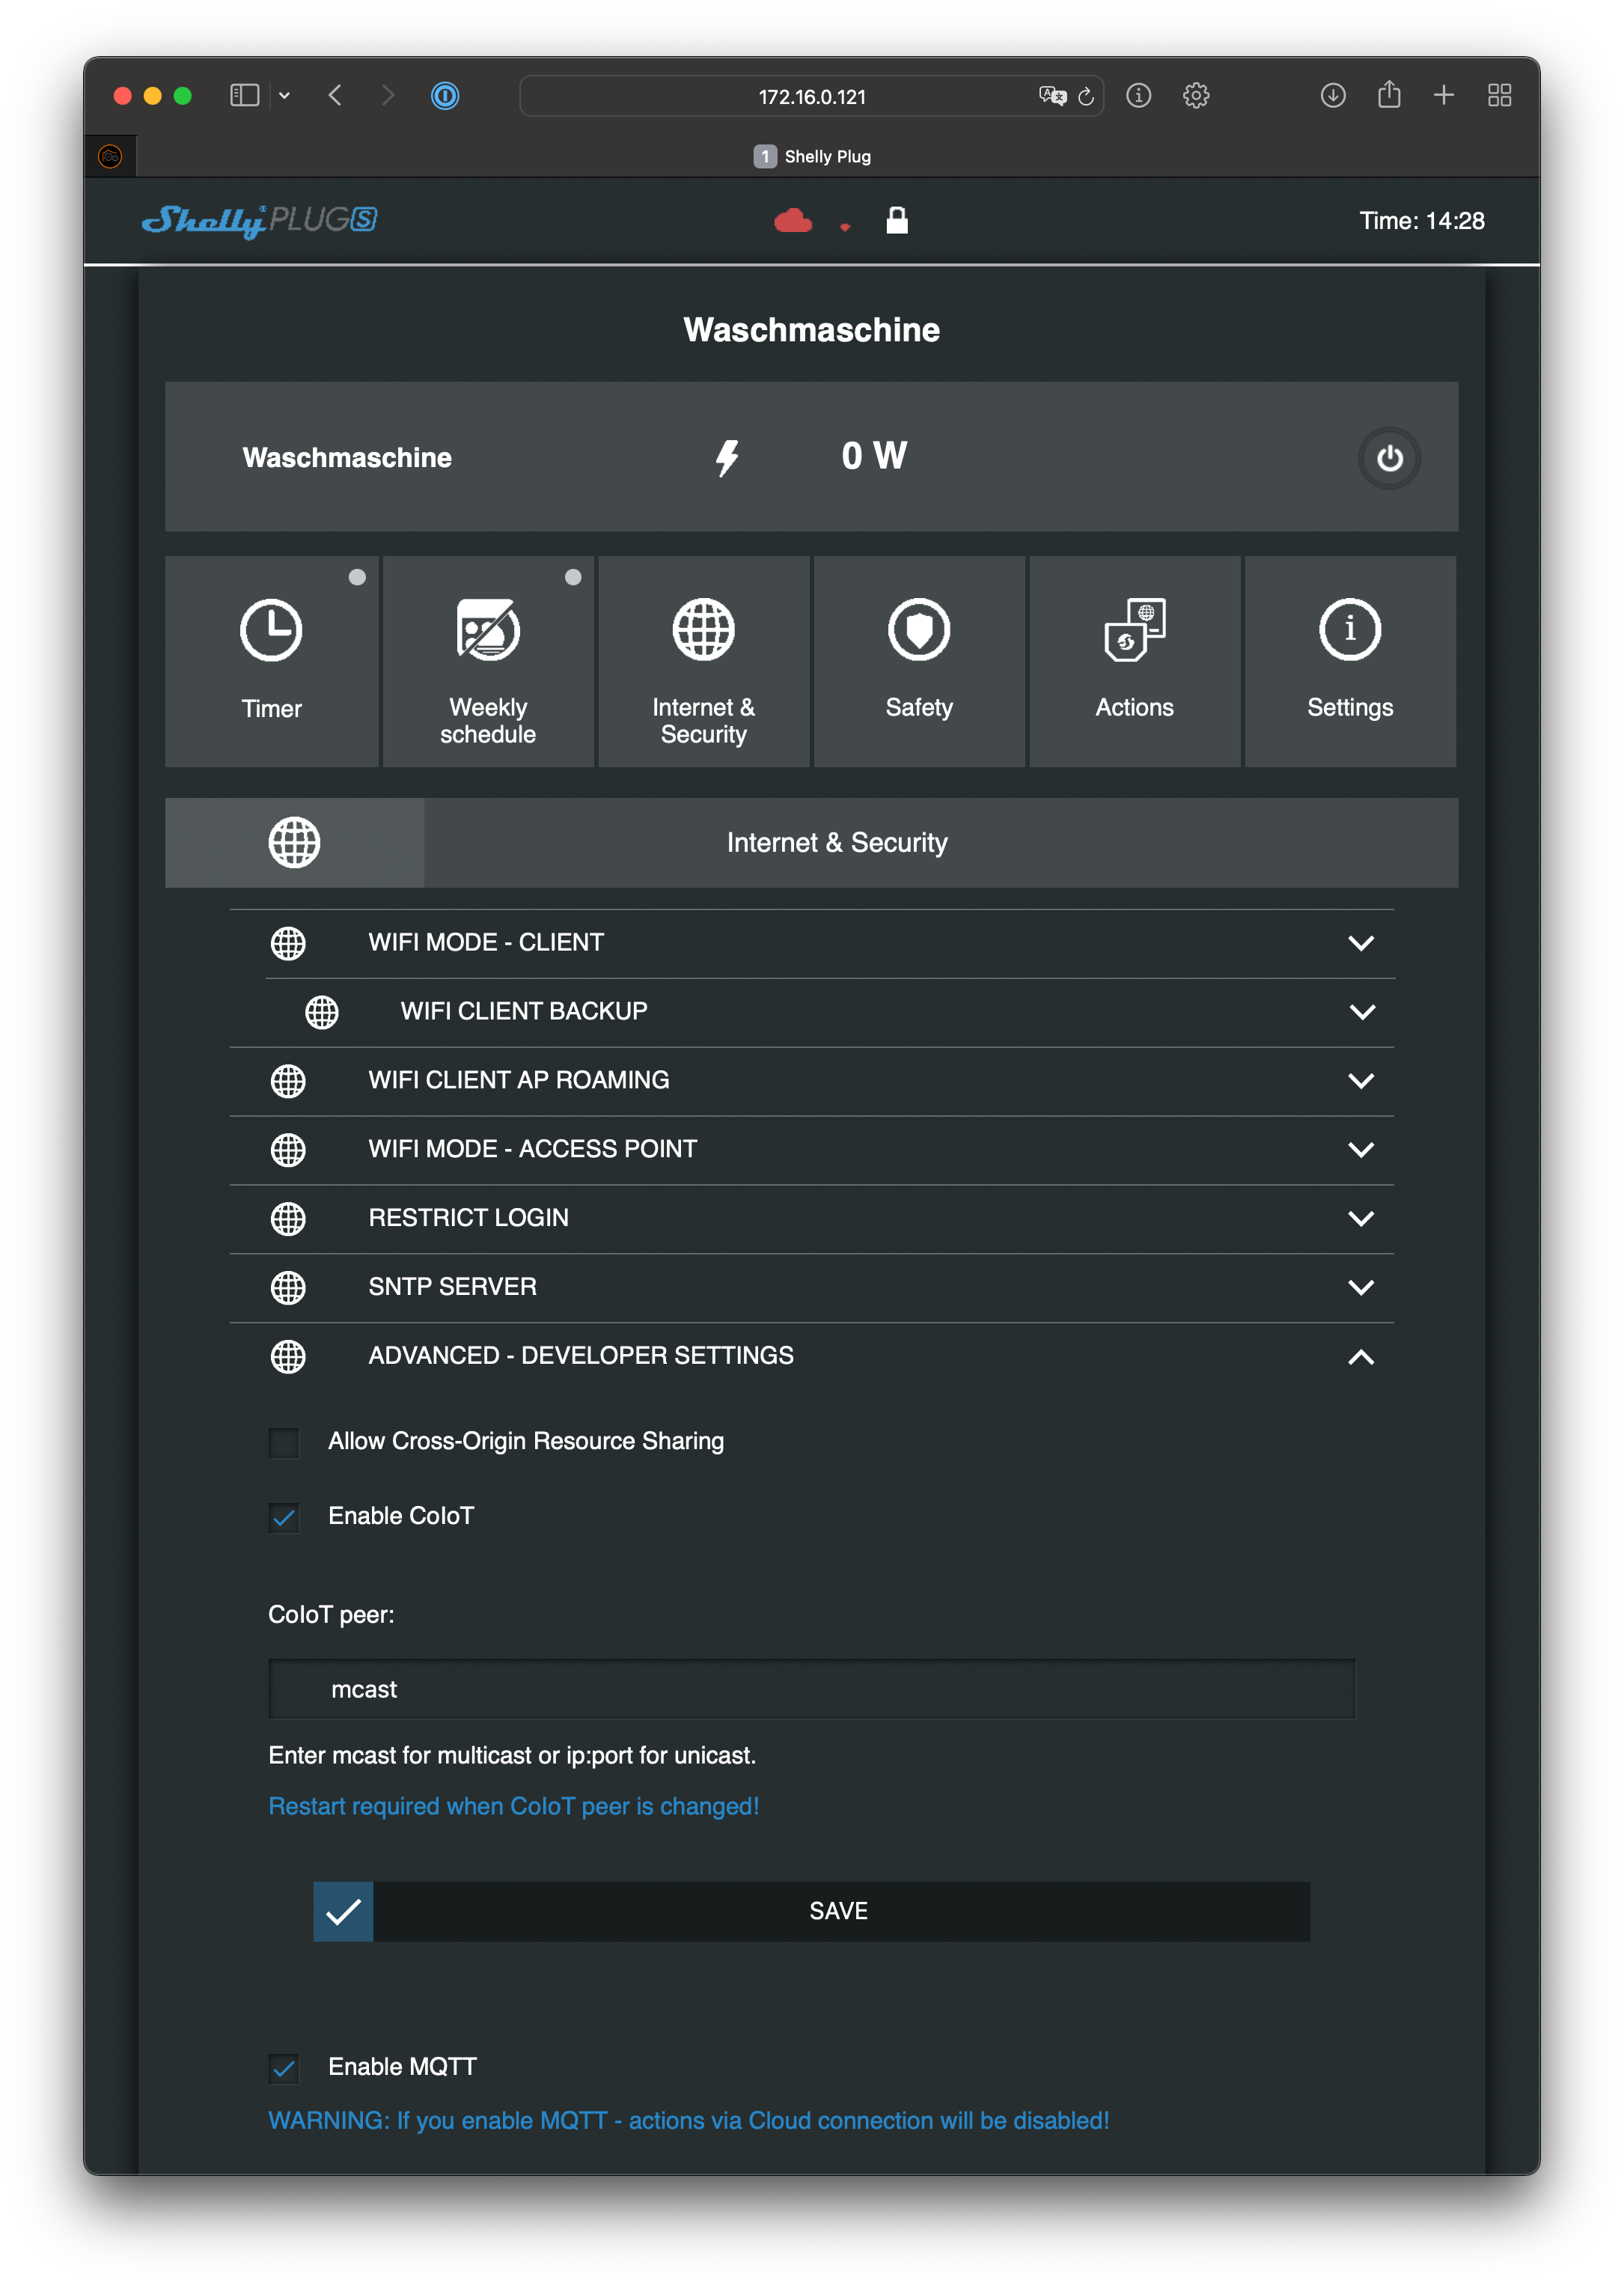 172.16.0.121
1 Shelly Plug
Shelly PLUG S
Time: 14:28
Waschmaschine
Waschmaschine
0 W
Timer
Weekly
schedule
Internet &
Security
Safety
Actions
Settings
Internet & Security
WIFI MODE - CLIENT
WIFI CLIENT BACKUP
WIFI CLIENT AP ROAMING
WIFI MODE - ACCESS POINT
RESTRICT LOGIN
SNTP SERVER
ADVANCED - DEVELOPER SETTINGS
Allow Cross-Origin Resource Sharing
Enable CoIoT
CoIoT peer:
mcast
Enter mcast for multicast or ip:port for unicast.
Restart required when CoIoT peer is changed!
SAVE
Enable MQTT
WARNING: If you enable MQTT - actions via Cloud connection will be disabled!